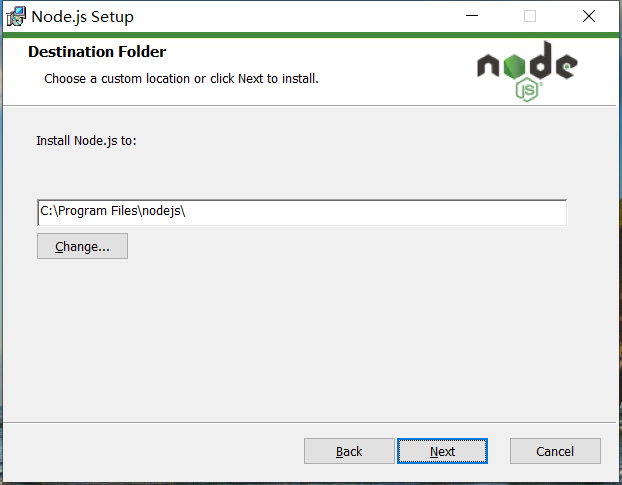 Node.js Setup
Destination Folder
Choose a custom location or click Next to install.
node
JS
Install Node.js to:
C:\Program Files\nodejs\
Change...
Back
Next
Cancel